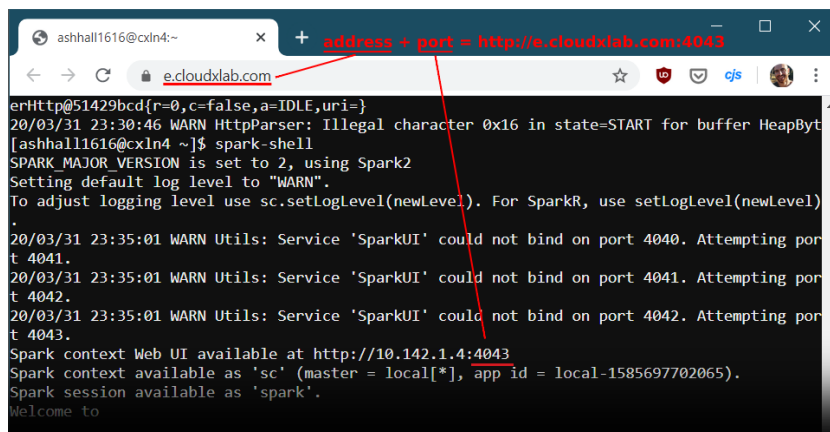 ashhall1616@cxln4:~
address + port = http://e.cloudxlab.com:4043
e.cloudxlab.com
cjs
erHttp@51429bcd{r=0,c=false,a=IDLE,uri=}
20/03/31 23:30:46 WARN HttpParser: Illegal character 0x16 in state=START for buffer HeapByt
[ashhall1616@cxln4 ~]$ spark-shell
SPARK_MAJOR_VERSION is set to 2, using Spark2
Setting default log level to "WARN".
To adjust logging level use sc.setLogLevel(newLevel). For SparkR, use setLogLevel(newLevel)
.
20/03/31 23:35:01 WARN Utils: Service 'SparkUI' could not bind on port 4040. Attempting por
t 4041.
20/03/31 23:35:01 WARN Utils: Service 'SparkUI' could not bind on port 4041. Attempting por
t 4042.
20/03/31 23:35:01 WARN Utils: Service 'SparkUI' could not bind on port 4042. Attempting por
t 4043.
Spark context Web UI available at http://10.142.1.4:4043
Spark context available as 'sc' (master = local[*], app id = local-1585697702065).
Spark session available as 'spark'.
Welcome to